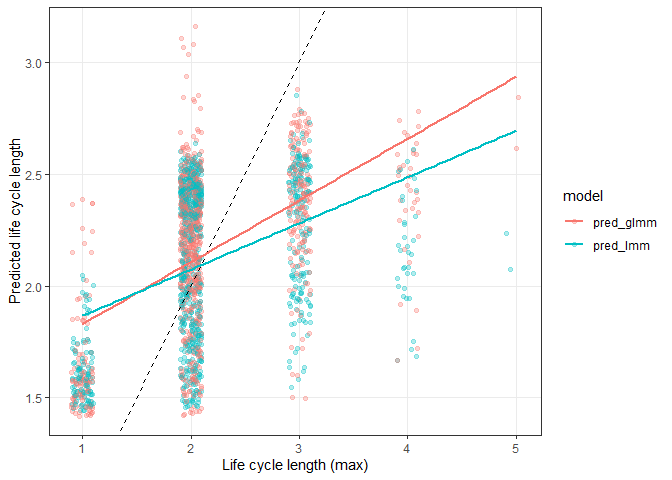 3.0
2.5
2.0
1.5
Predicted life cycle length
1 2 3 4 5
Life cycle length (max)
model
pred_glmm
pred_lmm